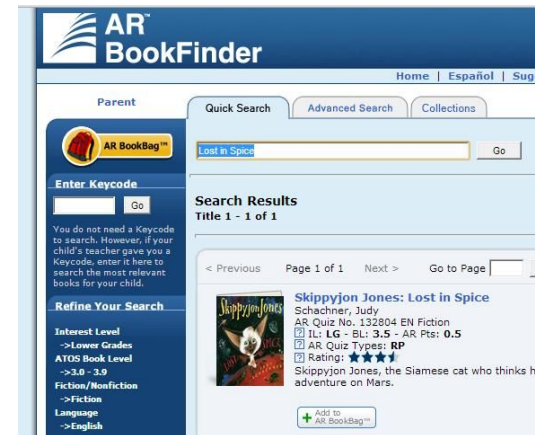 AR™
BookFinder
Home | Español | Sug
Parent
Quick Search
Advanced Search
Collections
AR BookBag™
Lost in Spice
Go
Enter Keycode
Go
You do not need a Keycode
to search. However, if your
child's teacher gave you a
Keycode, enter it here to
search the most relevant
books for your child.
Refine Your Search
Interest Level
->Lower Grades
ATOS Book Level
->3.0 - 3.9
Fiction/Nonfiction
->Fiction
Language
->English
Search Results
Title 1 - 1 of 1
< Previous Page 1 of 1 Next > Go to Page
Skippyjon Jones
LOST IN SPICE
Skippyjon Jones: Lost in Spice
Schachner, Judy
AR Quiz No. 132804 EN Fiction
? IL: LG - BL: 3.5 - AR Pts: 0.5
? AR Quiz Types: RP
? Rating:
Skippyjon Jones, the Siamese cat who thinks h
adventure on Mars.
+ Add to
AR BookBag™